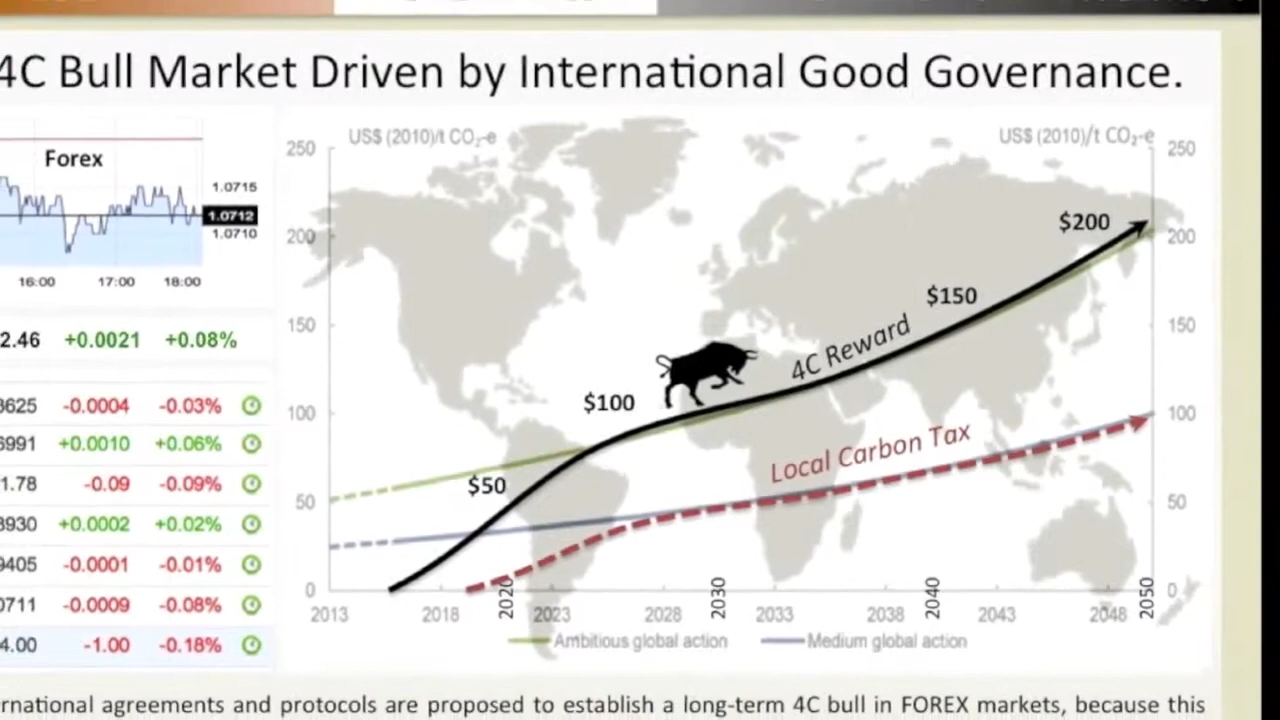 4C Bull Market Driven by International Good Governance.
Forex
1.0715
1.0712
1.0710
16:00 17:00 18:00
2.46 +0.0021 +0.08%
3625 -0.0004 -0.03%
6991 +0.0010 +0.06%
1.78 -0.09 -0.09%
8930 +0.0002 +0.02%
9405 -0.0001 -0.01%
0711 -0.0009 -0.08%
4.00 -1.00 -0.18%
US$ (2010)/t CO2-e US$ (2010)/t CO2-e
250 250
200 200
150 150
100 100
50 50
0 0
$200
$150
$100
$50
4C Reward
Local Carbon Tax
2013 2018 2020 2023 2028 2030 2033 2038 2040 2043 2048 2050
Ambitious global action Medium global action
rnational agreements and protocols are proposed to establish a long-term 4C bull in FOREX markets, because this